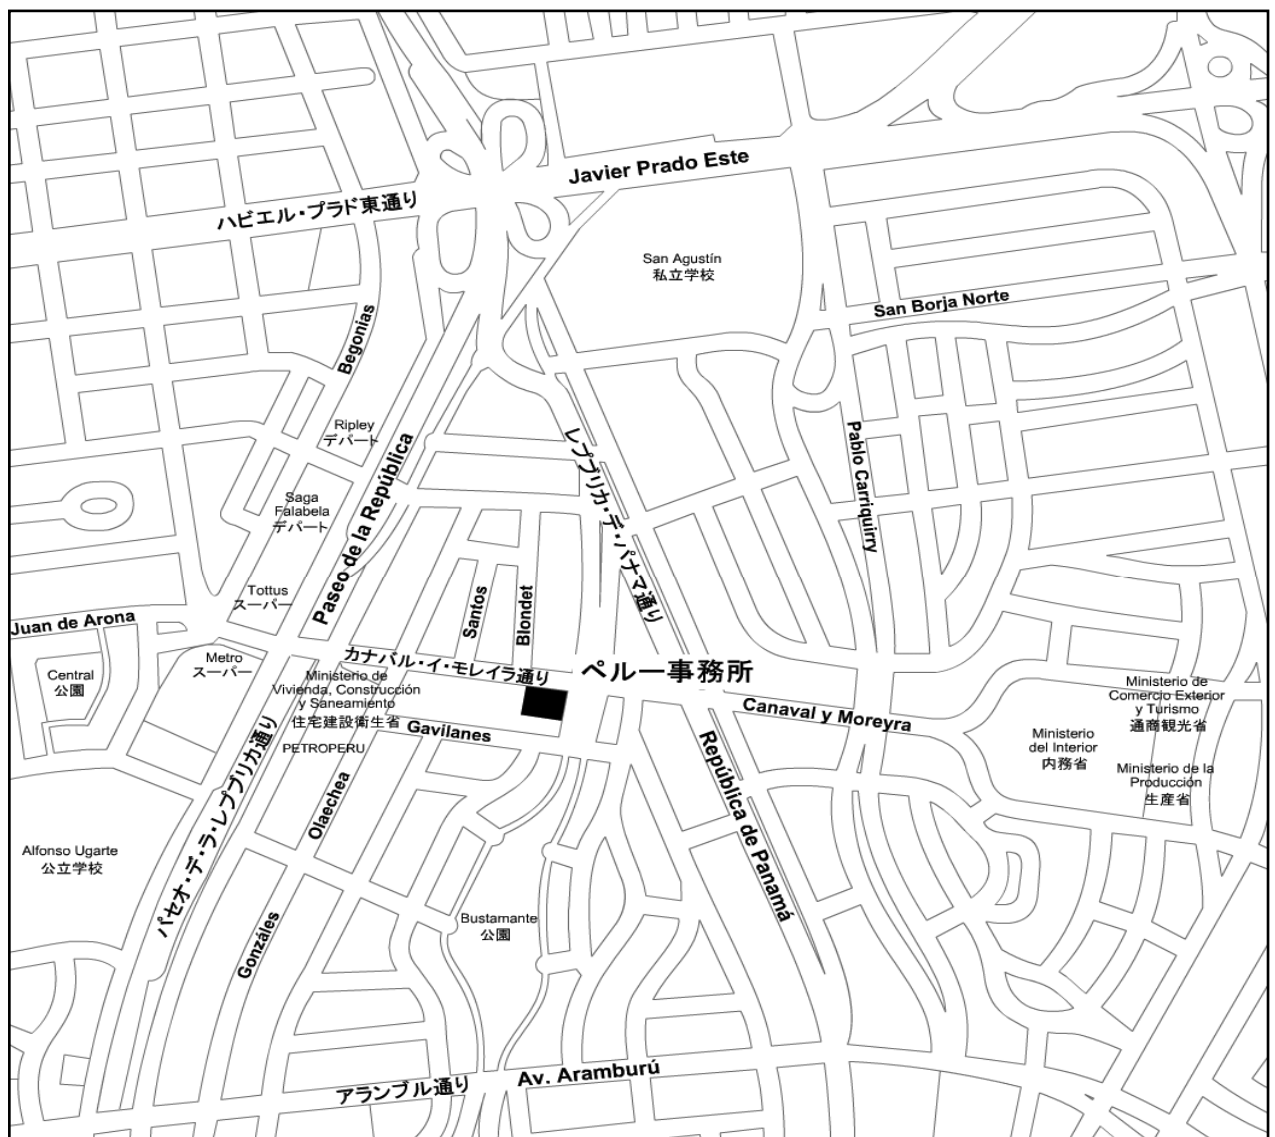 Javier Prado Este
ハビエル・プラド東通り
San Agustín
私立学校
San Borja Norte
Begonias
Ripley
デパート
Paseo de la República
レプブリカ・デ・パナマ通り
Pablo Carriquirry
Saga
Falabela
デパート
Tottus
スーパー
Santos
Blondet
Juan de Arona
Metro
スーパー
カナバル・イ・モレイラ通り
ペルー事務所
Central
公園
Ministerio de
Vivienda, Construcción
y Saneamiento
住宅建設衛生省
Ministerio de
Comercio Exterior
y Turismo
通商観光省
Canaval y Moreyra
Gavilanes
PETROPERU
Ministerio
del Interior
内務省
Ministerio de la
Producción
生産省
パセオ・デ・ラ・レプブリカ通り
Olaechea
República de Panamá
Alfonso Ugarte
公立学校
Bustamante
公園
Gonzáles
アランブル通り
Av. Aramburú